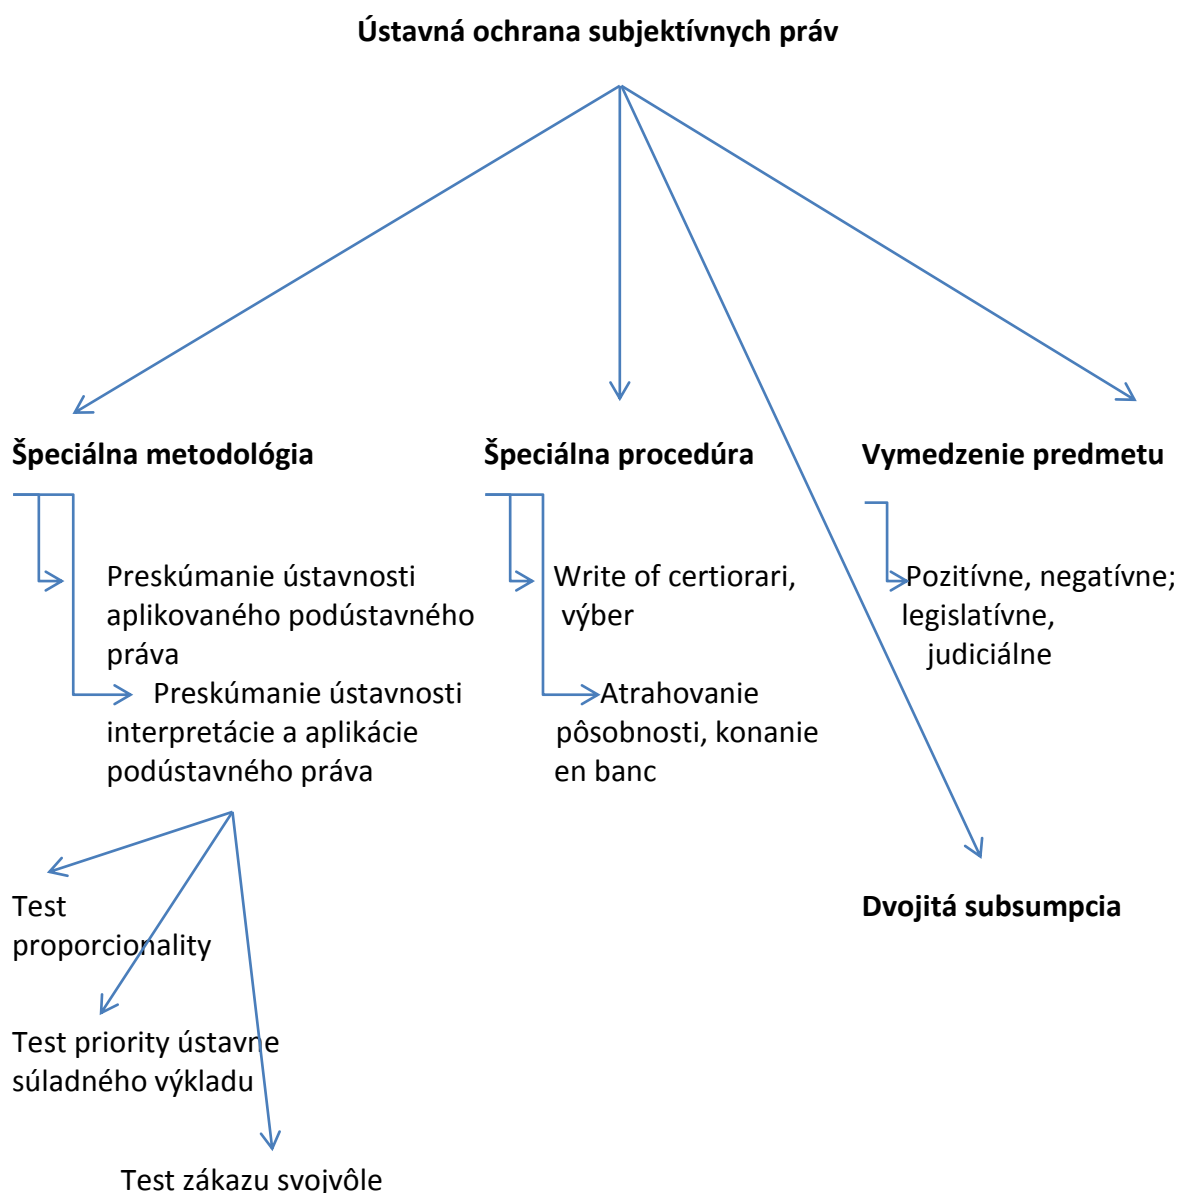 Ústavná ochrana subjektívnych práv
Špeciálna metodológia
Preskúmanie ústavnosti
aplikovaného podústavného
práva
Preskúmanie ústavnosti
interpretácie a aplikácie
podústavného práva
Test
proporcionality
Test priority ústavne
súladného výkladu
Test zákazu svojvôle
Špeciálna procedúra
Write of certiorari,
výber
Atrahovanie
pôsobnosti, konanie
en banc
Vymedzenie predmetu
Pozitívne, negatívne;
legislatívne,
judiciálne
Dvojitá subsumpcia